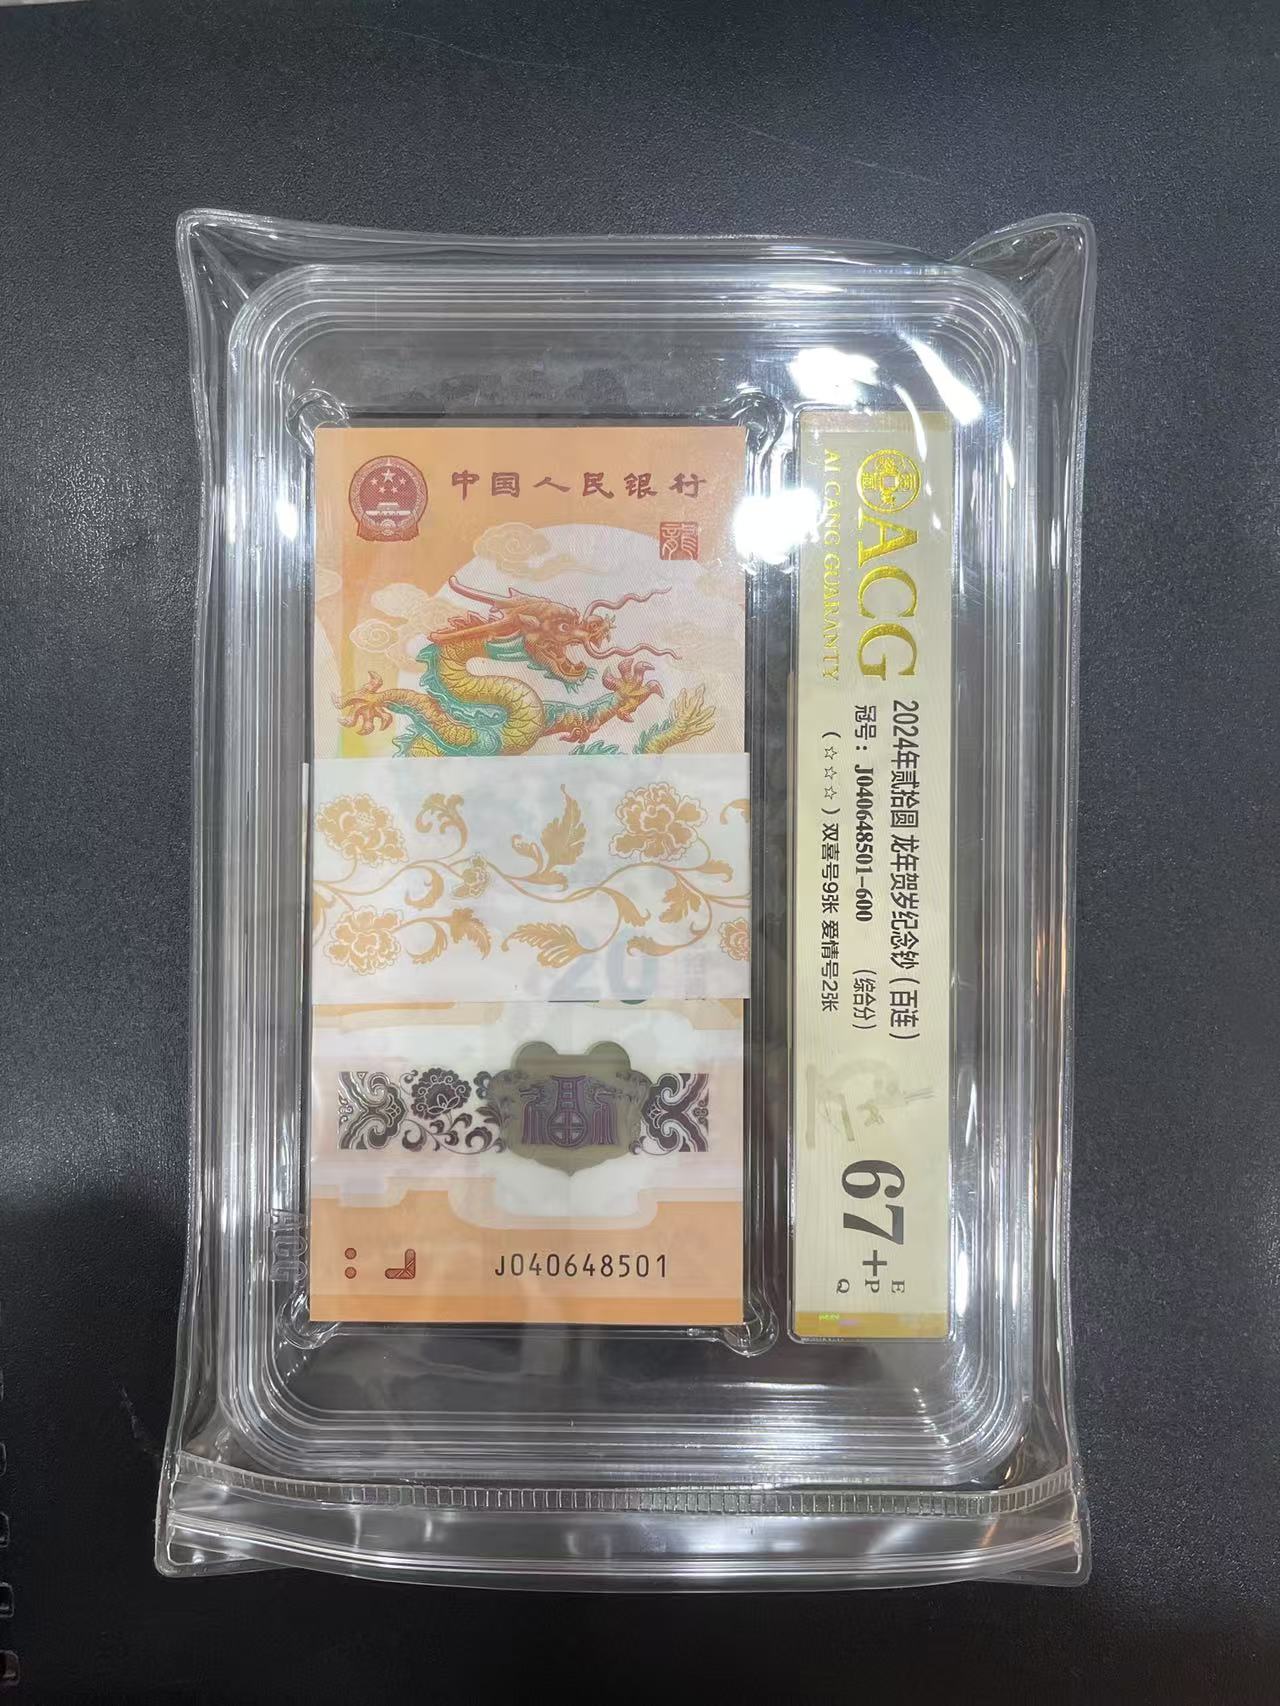 中国人民银行
龍
20
J040648501
ACG
ACG
AI CANG GUARANTY
2024年贰拾圆 龙年贺岁纪念钞（百连）
冠号：J040648501-600 （综合分）
（☆☆☆）双喜号9张 爱情号2张
67+
E
P
Q